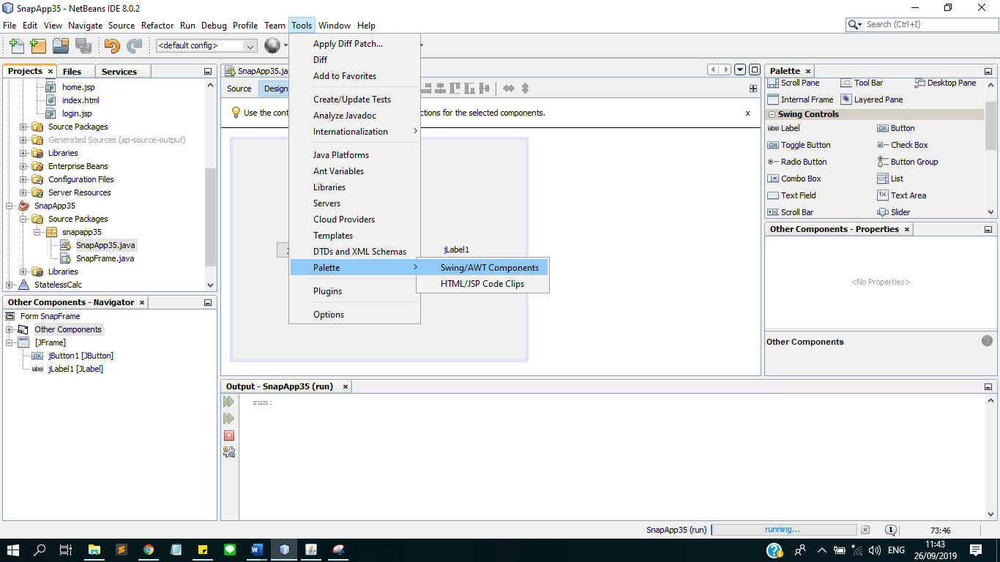 SnapApp35 - NetBeans IDE 8.0.2
File Edit View Navigate Source Refactor Run Debug Profile Team Tools Window Help
Search (Ctrl+I)
<default config>
Projects x Files Services
home.jsp
index.html
login.jsp
Source Packages
Generated Sources (ap-source-output)
Libraries
Enterprise Beans
Configuration Files
Server Resources
SnapApp35
Source Packages
snapapp35
SnapApp35.java
SnapFrame.java
Libraries
StatelessCalc
Other Components - Navigator x
Form SnapFrame
Other Components
[JFrame]
OK jButton1 [JButton]
label jLabel1 [JLabel]
SnapApp35.ja
Source Design
Use the cont
ctions for the selected components. x
jLabel1
Apply Diff Patch...
Diff
Add to Favorites
Create/Update Tests
Analyze Javadoc
Internationalization
Java Platforms
Ant Variables
Libraries
Servers
Cloud Providers
Templates
DTDs and XML Schemas
Palette
Plugins
Options
Swing/AWT Components
HTML/JSP Code Clips
Palette x
Scroll Pane Tool Bar Desktop Pane
Internal Frame Layered Pane
Swing Controls
label Label OK Button
ON Toggle Button Check Box
Radio Button Button Group
Combo Box List
Text Field tx Text Area
Scroll Bar Slider
Other Components - Properties x
<No Properties>
Other Components
Output - SnapApp35 (run) x
run:
SnapApp35 (run) running... 1 73:46
ENG
11:43
26/09/2019